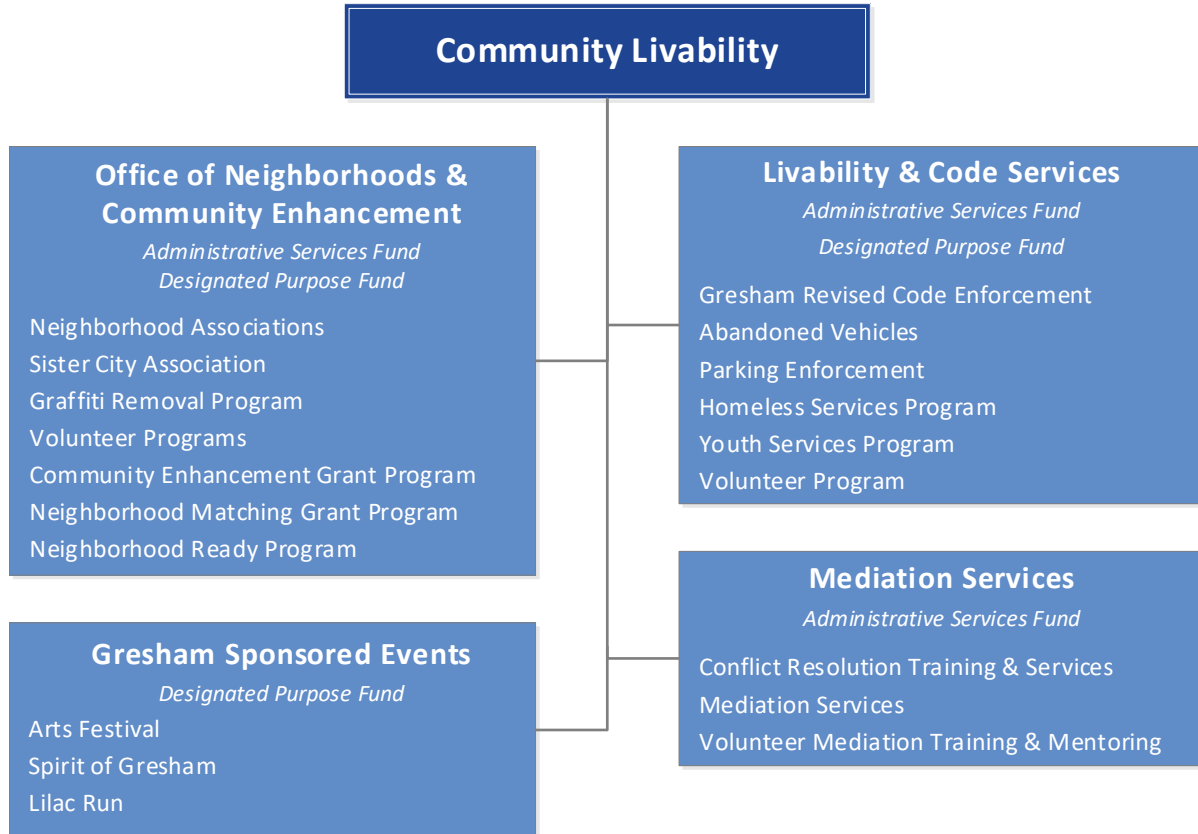 Community Livability
Office of Neighborhoods &
Community Enhancement
Administrative Services Fund
Designated Purpose Fund
Neighborhood Associations
Sister City Association
Graffiti Removal Program
Volunteer Programs
Community Enhancement Grant Program
Neighborhood Matching Grant Program
Neighborhood Ready Program
Livability & Code Services
Administrative Services Fund
Designated Purpose Fund
Gresham Revised Code Enforcement
Abandoned Vehicles
Parking Enforcement
Homeless Services Program
Youth Services Program
Volunteer Program
Gresham Sponsored Events
Designated Purpose Fund
Arts Festival
Spirit of Gresham
Lilac Run
Mediation Services
Administrative Services Fund
Conflict Resolution Training & Services
Mediation Services
Volunteer Mediation Training & Mentoring